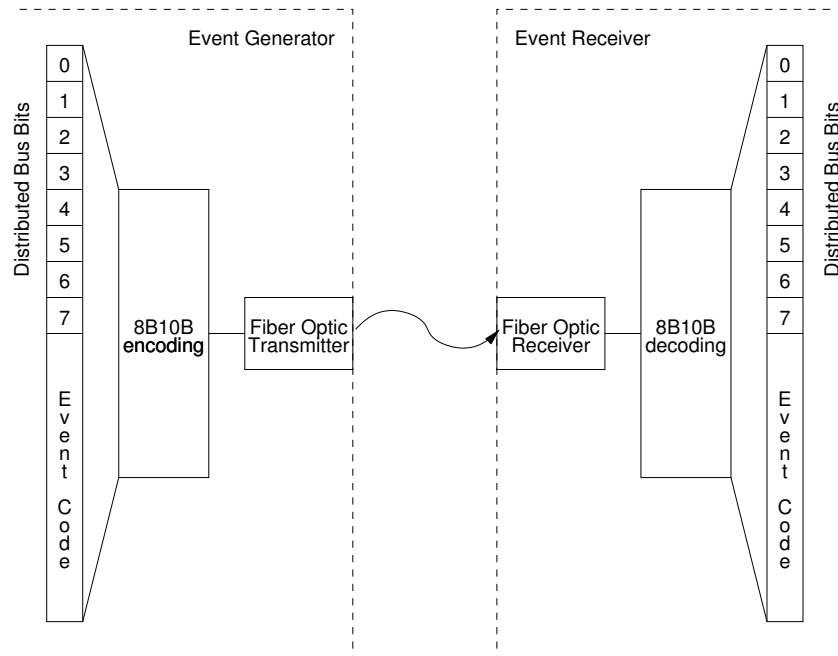 Event Generator
Distributed Bus Bits
0
1
2
3
4
5
6
7
Event Code
8B10B
encoding
Fiber Optic
Transmitter
Event Receiver
Fiber Optic
Receiver
8B10B
decoding
0
1
2
3
4
5
6
7
Event Code
Distributed Bus Bits